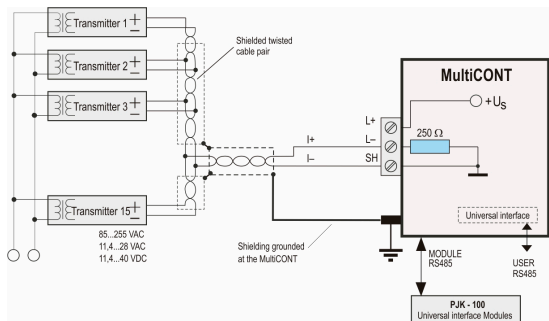 Transmitter 1
Transmitter 2
Transmitter 3
Transmitter 15
85...255 VAC
11,4...28 VAC
11,4...40 VDC
Shielded twisted
cable pair
I+
I–
L+
L–
SH
MultiCONT
+US
250 Ω
Universal interface
Shielding grounded
at the MultiCONT
MODULE
RS485
USER
RS485
PJK - 100
Universal interface Modules